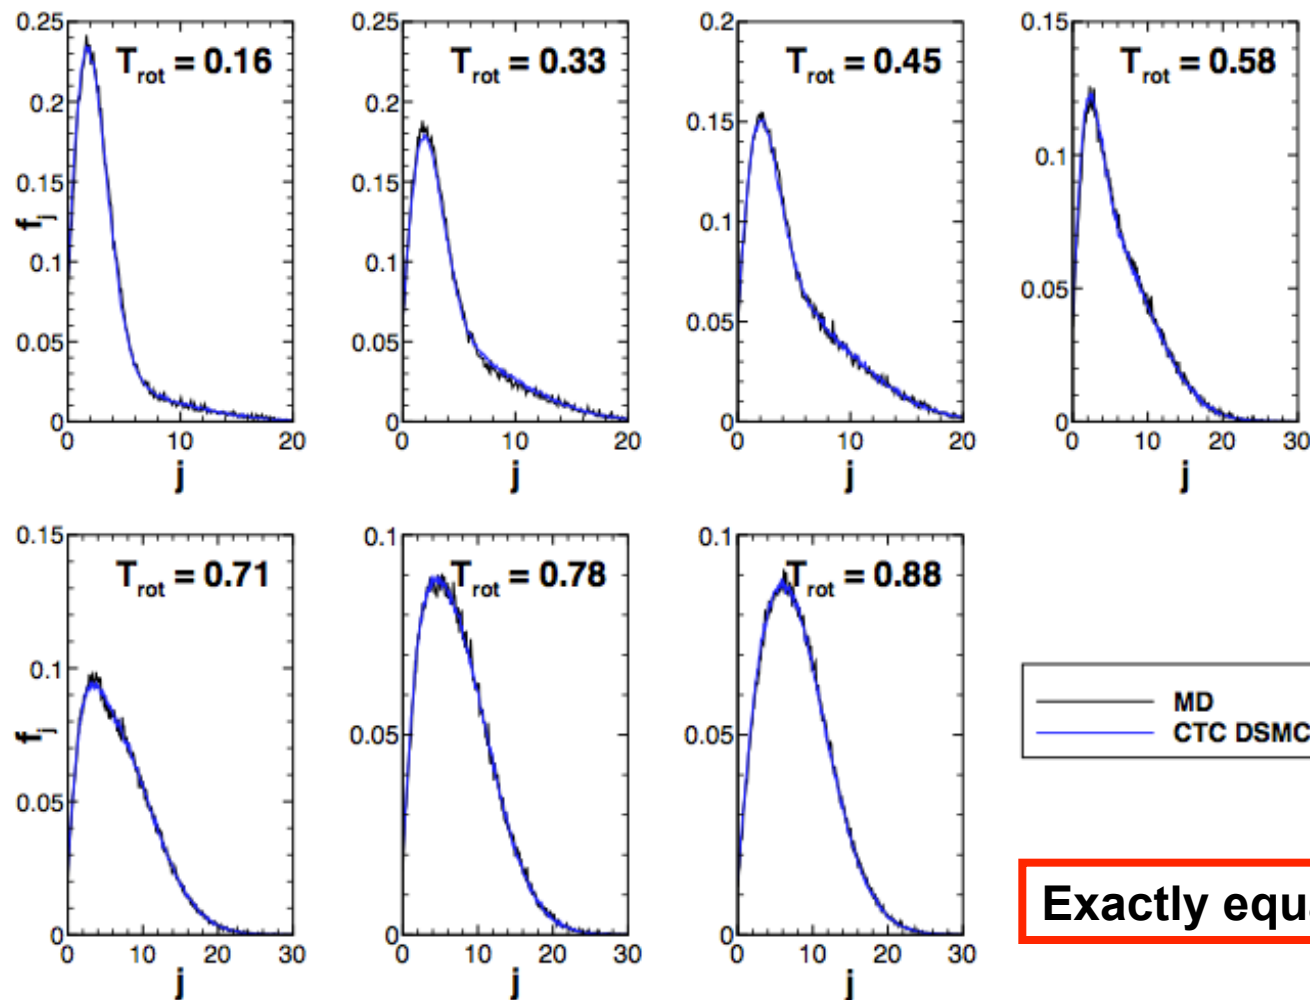 T_rot = 0.16
0.25
0.2
0.15
0.1
0.05
0
f_j
0 10 20
j
T_rot = 0.33
0.25
0.2
0.15
0.1
0.05
0
0 10 20
j
T_rot = 0.45
0.2
0.15
0.1
0.05
0
0 10 20
j
T_rot = 0.58
0.15
0.1
0.05
0
0 10 20 30
j
T_rot = 0.71
0.15
0.1
0.05
0
f_j
0 10 20 30
j
T_rot = 0.78
0.1
0.05
0
0 10 20 30
j
T_rot = 0.88
0.1
0.05
0
0 10 20 30
j
MD
CTC DSMC
Exactly equa